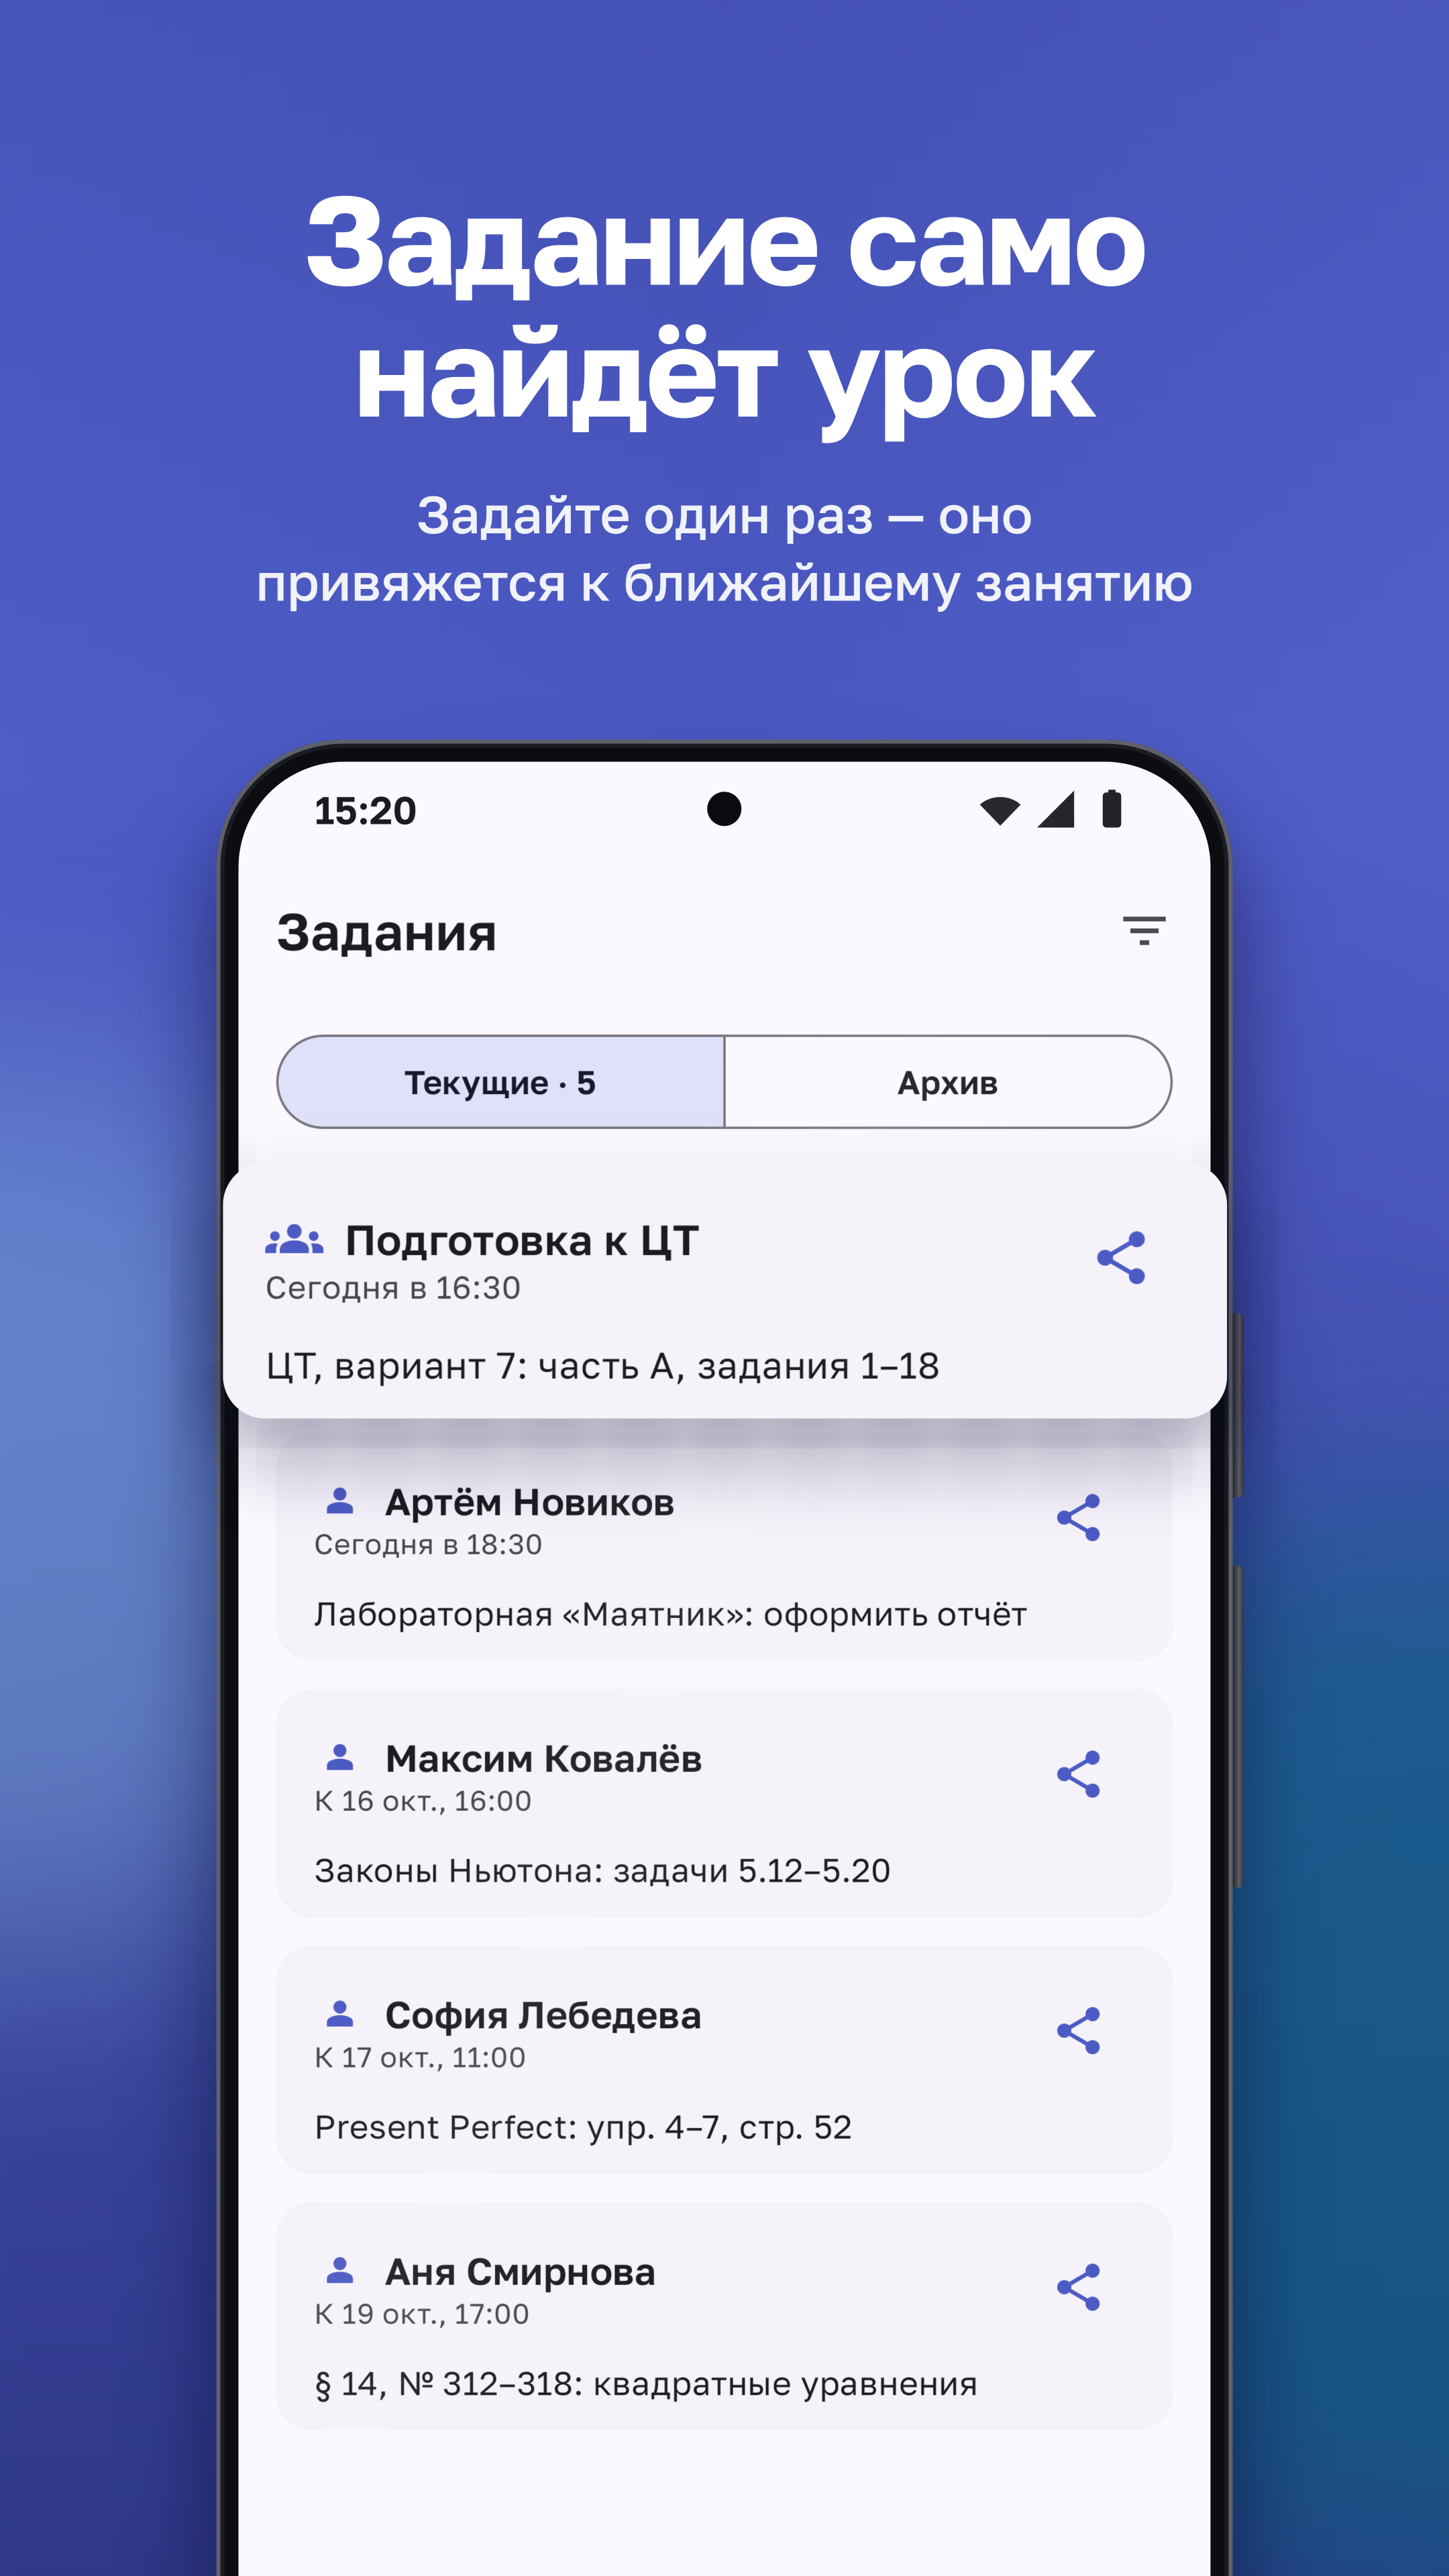 Задание само
найдёт урок
Задайте один раз — оно
привяжется к ближайшему занятию
15:20
Задания
Текущие · 5
Архив
Подготовка к ЦТ
Сегодня в 16:30
ЦТ, вариант 7: часть А, задания 1–18
Артём Новиков
Сегодня в 18:30
Лабораторная «Маятник»: оформить отчёт
Максим Ковалёв
К 16 окт., 16:00
Законы Ньютона: задачи 5.12–5.20
София Лебедева
К 17 окт., 11:00
Present Perfect: упр. 4–7, стр. 52
Аня Смирнова
К 19 окт., 17:00
§ 14, № 312–318: квадратные уравнения